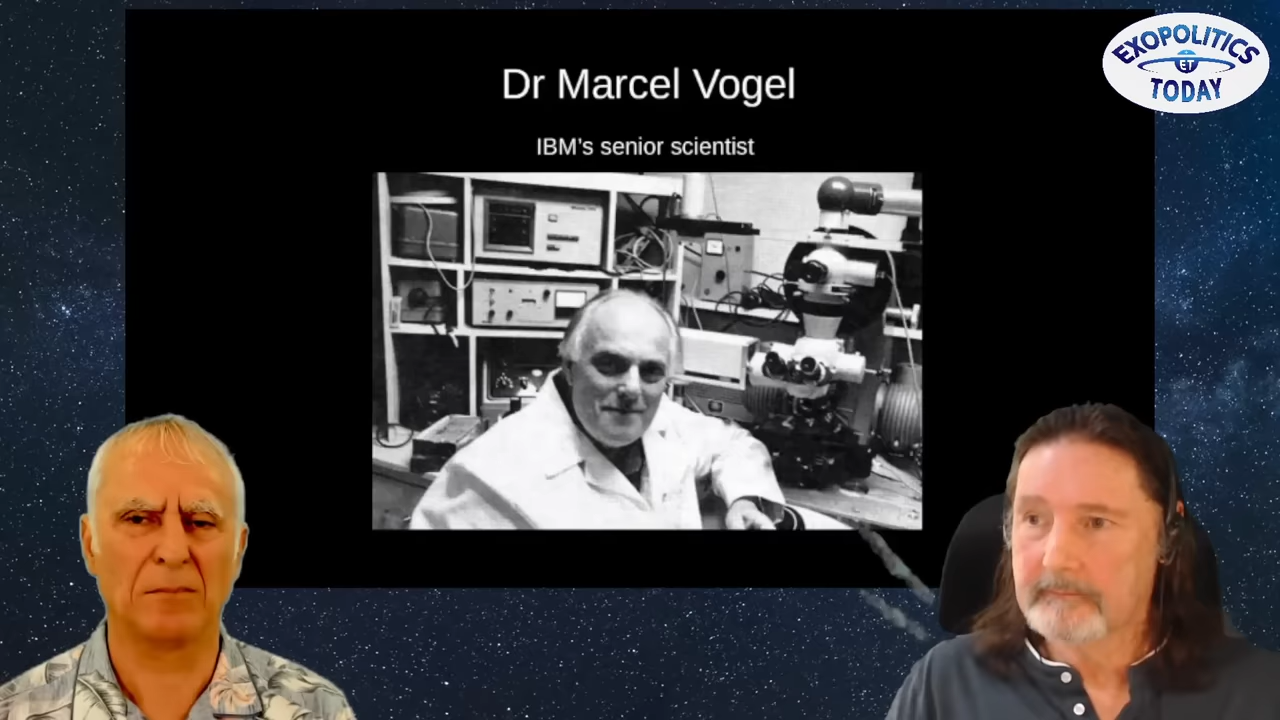 Dr Marcel Vogel
IBM's senior scientist
EXOPOLITICS
ET
TODAY